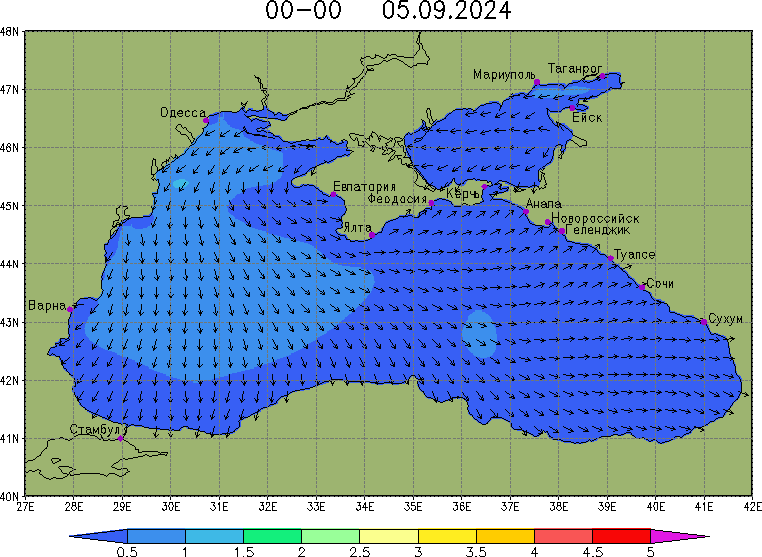 00-00 05.09.2024
48N
Таганрог
Мариуполь
47N
Одесса
Ейск
46N
Евпатория
Керчь
Феодосия
45N
Анапа
Новороссийск
Ялта
Геленджик
44N
Туапсе
Сочи
Варна
43N
Сухум
42N
Стамбул
41N
40N
27E 28E 29E 30E 31E 32E 33E 34E 35E 36E 37E 38E 39E 40E 41E 42E
0.5 1 1.5 2 2.5 3 3.5 4 4.5 5